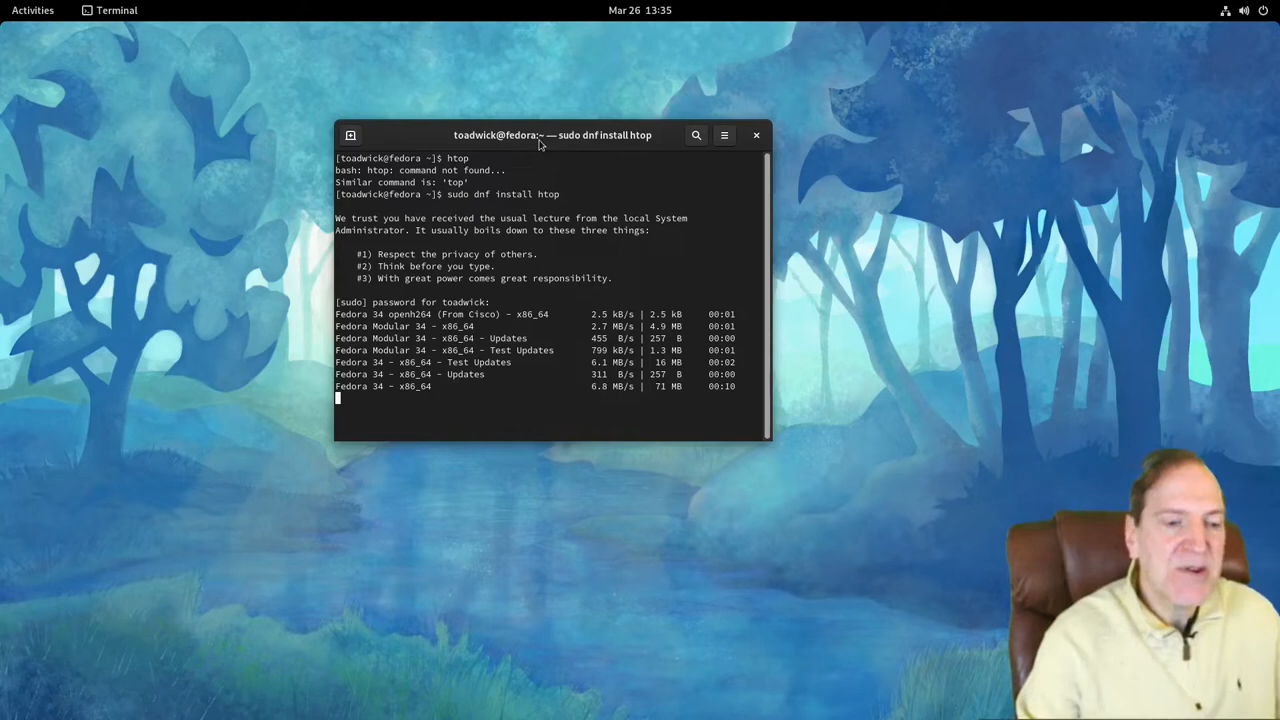 Activities
Terminal
Mar 26 13:35
toadwick@fedora:~ — sudo dnf install htop
[toadwick@fedora ~]$ htop
bash: htop: command not found...
Similar command is: 'top'
[toadwick@fedora ~]$ sudo dnf install htop
We trust you have received the usual lecture from the local System
Administrator. It usually boils down to these three things:
#1) Respect the privacy of others.
#2) Think before you type.
#3) With great power comes great responsibility.
[sudo] password for toadwick:
Fedora 34 openh264 (From Cisco) - x86_64 2.5 kB/s | 2.5 kB 00:01
Fedora Modular 34 - x86_64 2.7 MB/s | 4.9 MB 00:01
Fedora Modular 34 - x86_64 - Updates 455 B/s | 257 B 00:00
Fedora Modular 34 - x86_64 - Test Updates 799 kB/s | 1.3 MB 00:01
Fedora 34 - x86_64 - Test Updates 6.1 MB/s | 16 MB 00:02
Fedora 34 - x86_64 - Updates 311 B/s | 257 B 00:00
Fedora 34 - x86_64 6.8 MB/s | 71 MB 00:10